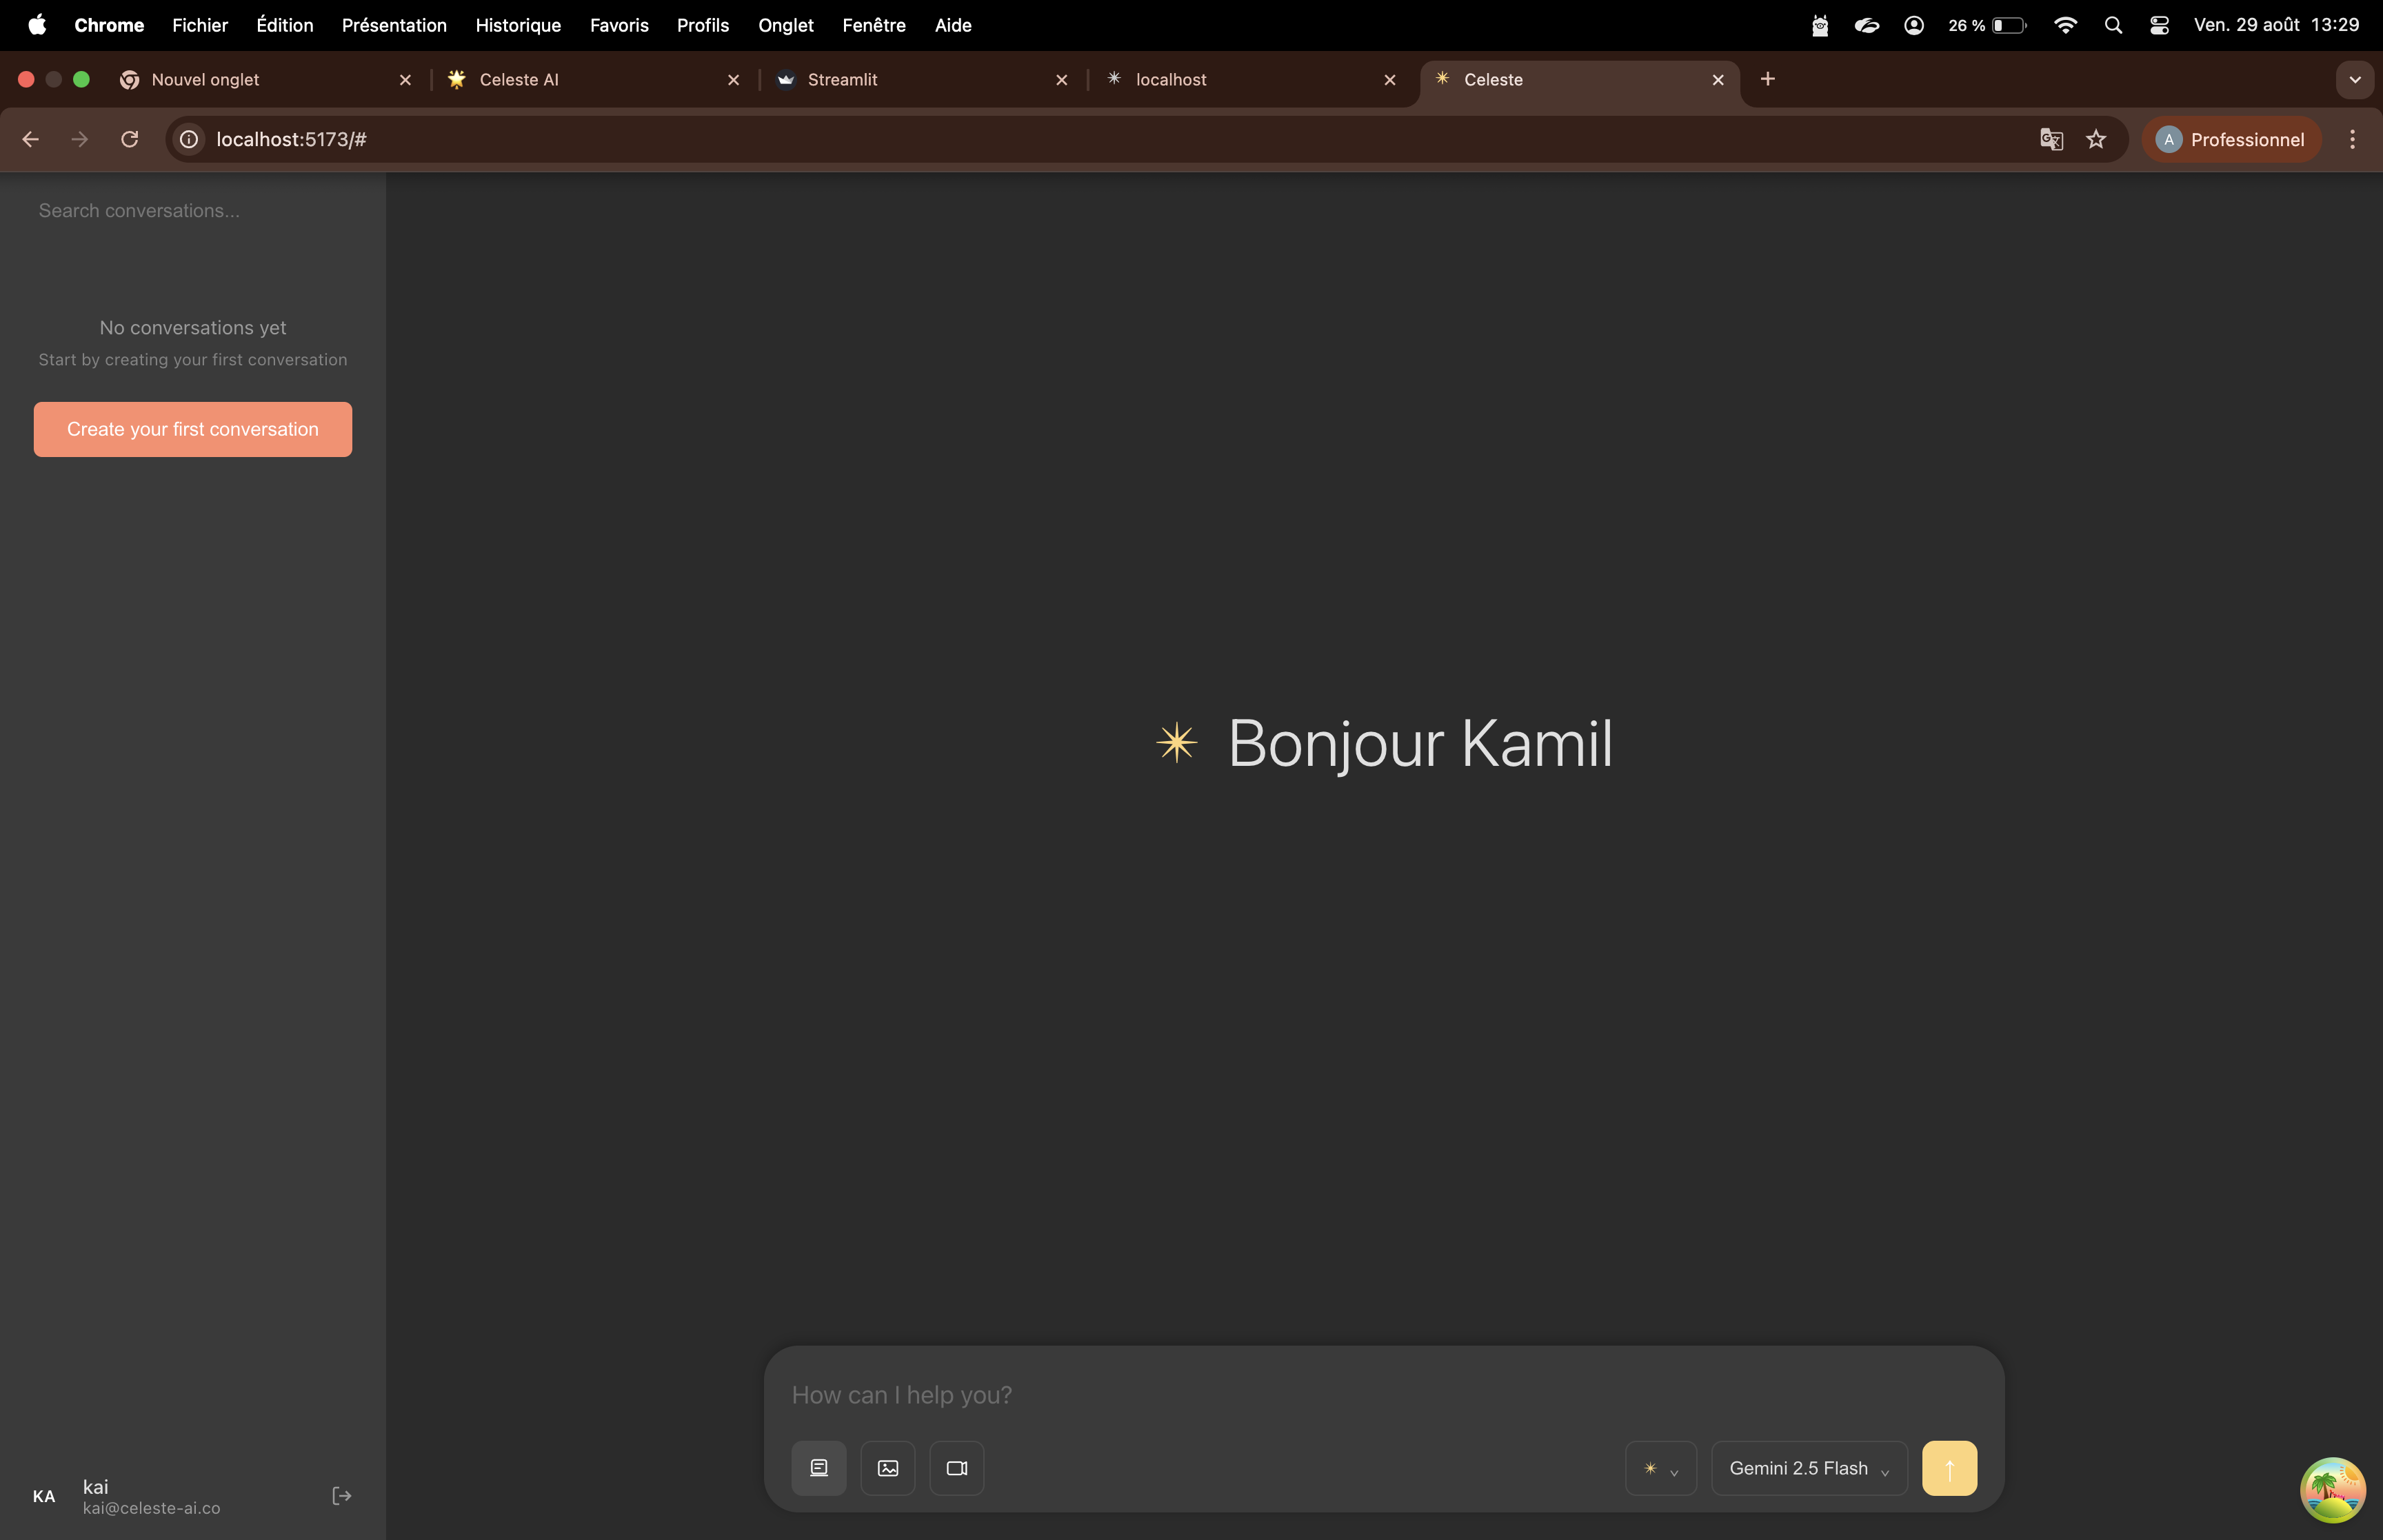 Chrome Fichier Édition Présentation Historique Favoris Profils Onglet Fenêtre Aide 26 % Ven. 29 août 13:29
Nouvel onglet Celeste AI Streamlit localhost Celeste
localhost:5173/# A Professionnel
Search conversations...
No conversations yet
Start by creating your first conversation
Create your first conversation
Bonjour Kamil
How can I help you?
Gemini 2.5 Flash
KA
kai
kai@celeste-ai.co